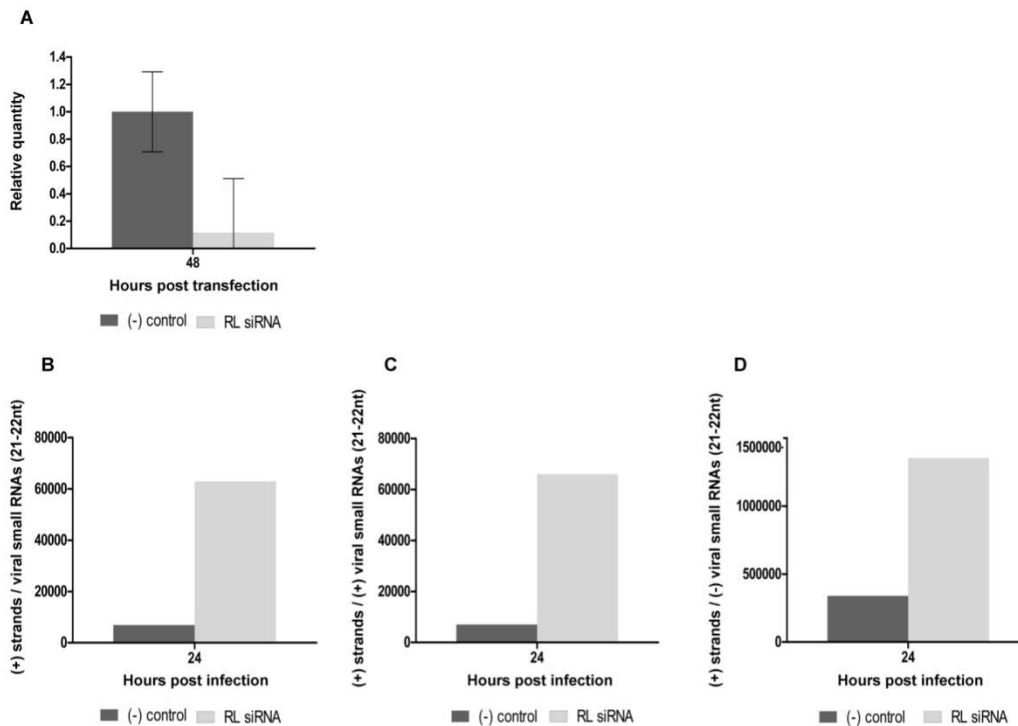 A
Relative quantity
1.4
1.2
1.0
0.8
0.6
0.4
0.2
0.0
48
Hours post transfection
(-) control RL siRNA
B
(+) strands / viral small RNAs (21-22nt)
80000
60000
40000
20000
0
24
Hours post infection
(-) control RL siRNA
C
(+) strands / (+) viral small RNAs (21-22nt)
80000
60000
40000
20000
0
24
Hours post infection
(-) control RL siRNA
D
(+) strands / (-) viral small RNAs (21-22nt)
1500000
1000000
500000
0
24
Hours post infection
(-) control RL siRNA